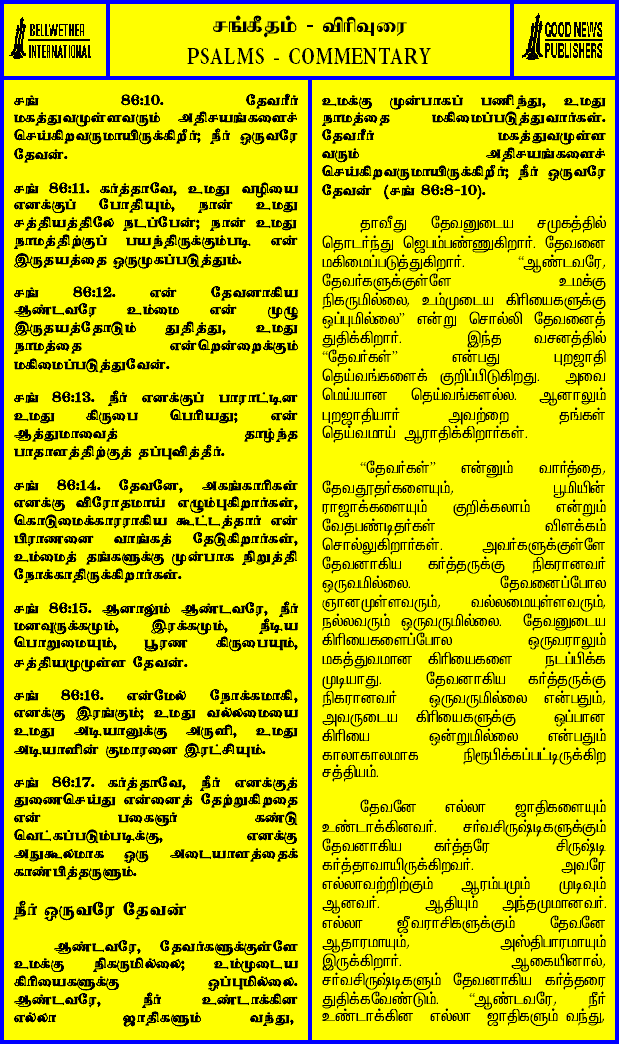 BELLWETHER
INTERNATIONAL
சங்கீதம் - விரிவுரை
PSALMS - COMMENTARY
GOOD NEWS
PUBLISHERS
சங் 86:10. தேவரீர்
மகத்துவமுள்ளவரும் அதிசயங்களைச்
செய்கிறவருமாயிருக்கிறீர்; நீர் ஒருவரே
தேவன்.
சங் 86:11. கர்த்தாவே, உமது வழியை
எனக்குப் போதியும், நான் உமது
சத்தியத்திலே நடப்பேன்; நான் உமது
நாமத்திற்குப் பயந்திருக்கும்படி என்
இருதயத்தை ஒருமுகப்படுத்தும்.
சங் 86:12. என் தேவனாகிய
ஆண்டவரே உம்மை என் முழு
இருதயத்தோடும் துதித்து, உமது
நாமத்தை என்றென்றைக்கும்
மகிமைப்படுத்துவேன்.
சங் 86:13. நீர் எனக்குப் பாராட்டின
உமது கிருபை பெரியது; என்
ஆத்துமாவைத் தாழ்ந்த
பாதாளத்திற்குத் தப்புவித்தீர்.
சங் 86:14. தேவனே, அகங்காரிகள்
எனக்கு விரோதமாய் எழும்புகிறார்கள்,
கொடுமைக்காரராகிய கூட்டத்தார் என்
பிராணனை வாங்கத் தேடுகிறார்கள்,
உம்மைத் தங்களுக்கு முன்பாக நிறுத்தி
நோக்காதிருக்கிறார்கள்.
சங் 86:15. ஆனாலும் ஆண்டவரே, நீர்
மனவுருக்கமும், இரக்கமும், நீடிய
பொறுமையும், பூரண கிருபையும்,
சத்தியமுமுள்ள தேவன்.
சங் 86:16. என்மேல் நோக்கமாகி,
எனக்கு இரங்கும்; உமது வல்லமையை
உமது அடியானுக்கு அருளி, உமது
அடியாளின் குமாரனை இரட்சியும்.
சங் 86:17. கர்த்தாவே, நீர் எனக்குத்
துணைசெய்து என்னைத் தேற்றுகிறதை
என் பகைஞர் கண்டு
வெட்கப்படும்படிக்கு, எனக்கு
அநுகூலமாக ஒரு அடையாளத்தைக்
காண்பித்தருளும்.
நீர் ஒருவரே தேவன்
ஆண்டவரே, தேவர்களுக்குள்ளே
உமக்கு நிகருமில்லை; உம்முடைய
கிரியைகளுக்கு ஒப்புமில்லை.
ஆண்டவரே, நீர் உண்டாக்கின
எல்லா ஜாதிகளும் வந்து,
உமக்கு முன்பாகப் பணிந்து, உமது
நாமத்தை மகிமைப்படுத்துவார்கள்.
தேவரீர் மகத்துவமுள்ள
வரும் அதிசயங்களைச்
செய்கிறவருமாயிருக்கிறீர்; நீர் ஒருவரே
தேவன் (சங் 86:8-10).
தாவீது தேவனுடைய சமுகத்தில்
தொடர்ந்து ஜெபம்பண்ணுகிறார். தேவனை
மகிமைப்படுத்துகிறார். “ஆண்டவரே,
தேவர்களுக்குள்ளே உமக்கு
நிகருமில்லை, உம்முடைய கிரியைகளுக்கு
ஒப்புமில்லை” என்று சொல்லி தேவனைத்
துதிக்கிறார். இந்த வசனத்தில்
“தேவர்கள்” என்பது புறஜாதி
தெய்வங்களைக் குறிப்பிடுகிறது. அவை
மெய்யான தெய்வங்களல்ல. ஆனாலும்
புறஜாதியார் அவற்றை தங்கள்
தெய்வமாய் ஆராதிக்கிறார்கள்.
“தேவர்கள்” என்னும் வார்த்தை,
தேவதூதர்களையும், பூமியின்
ராஜாக்களையும் குறிக்கலாம் என்றும்
வேதபண்டிதர்கள் விளக்கம்
சொல்லுகிறார்கள். அவர்களுக்குள்ளே
தேவனாகிய கர்த்தருக்கு நிகரானவர்
ஒருவமில்லை. தேவனைப்போல
ஞானமுள்ளவரும், வல்லமையுள்ளவரும்,
நல்லவரும் ஒருவருமில்லை. தேவனுடைய
கிரியைகளைப்போல ஒருவராலும்
மகத்துவமான கிரியைகளை நடப்பிக்க
முடியாது. தேவனாகிய கர்த்தருக்கு
நிகரானவர் ஒருவருமில்லை என்பதும்,
அவருடைய கிரியைகளுக்கு ஒப்பான
கிரியை ஒன்றுமில்லை என்பதும்
காலாகாலமாக நிரூபிக்கப்பட்டிருக்கிற
சத்தியம்.
தேவனே எல்லா ஜாதிகளையும்
உண்டாக்கினவர். சர்வசிருஷ்டிகளுக்கும்
தேவனாகிய கர்த்தரே சிருஷ்டி
கர்த்தாவாயிருக்கிறவர். அவரே
எல்லாவற்றிற்கும் ஆரம்பமும் முடிவும்
ஆனவர். ஆதியும் அந்தமுமானவர்.
எல்லா ஜீவராசிகளுக்கும் தேவனே
ஆதாரமாயும், அஸ்திபாரமாயும்
இருக்கிறார். ஆகையினால்,
சர்வசிருஷ்டிகளும் தேவனாகிய கர்த்தரை
துதிக்கவேண்டும். “ஆண்டவரே, நீர்
உண்டாக்கின எல்லா ஜாதிகளும் வந்து,